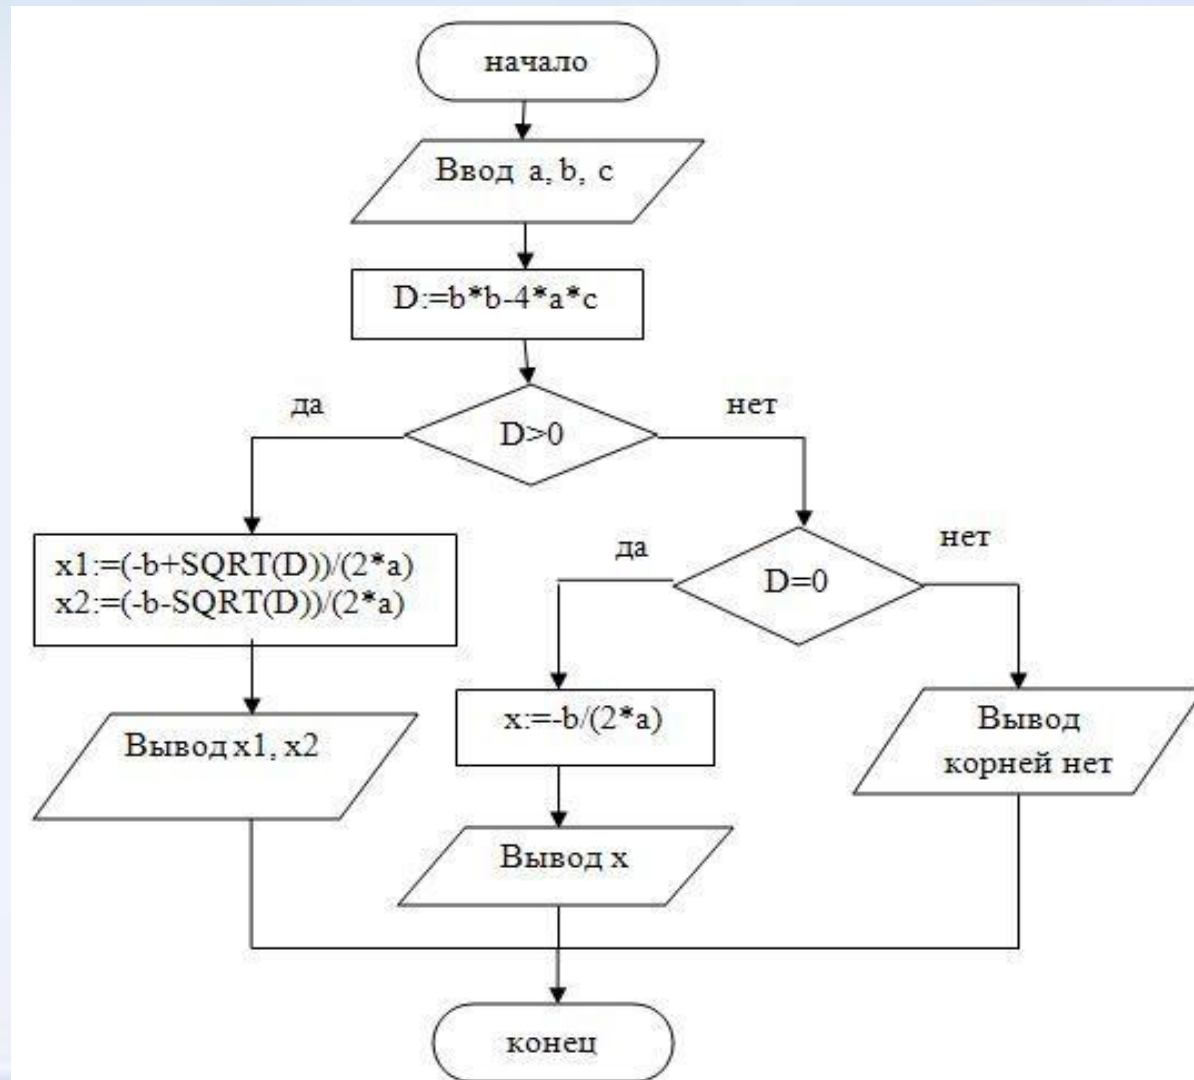 начало
Ввод a, b, c
D:=b*b-4*a*c
да
нет
D>0
x1:=(-b+SQRT(D))/(2*a)
x2:=(-b-SQRT(D))/(2*a)
Вывод x1, x2
да
нет
D=0
x:=-b/(2*a)
Вывод x
Вывод
корней нет
конец